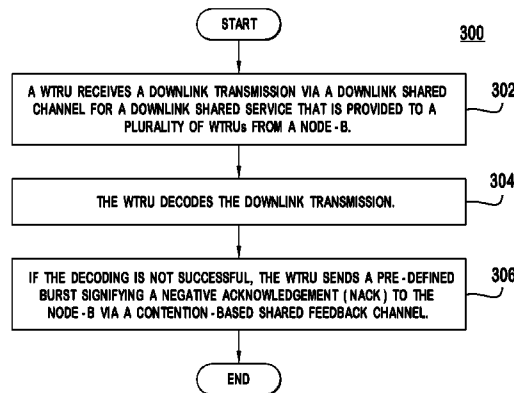 START
300
A WTRU RECEIVES A DOWNLINK TRANSMISSION VIA A DOWNLINK SHARED
CHANNEL FOR A DOWNLINK SHARED SERVICE THAT IS PROVIDED TO A
PLURALITY OF WTRUs FROM A NODE-B.
302
THE WTRU DECODES THE DOWNLINK TRANSMISSION.
304
IF THE DECODING IS NOT SUCCESSFUL, THE WTRU SENDS A PRE-DEFINED
BURST SIGNIFYING A NEGATIVE ACKNOWLEDGEMENT (NACK) TO THE
NODE-B VIA A CONTENTION-BASED SHARED FEEDBACK CHANNEL.
306
END